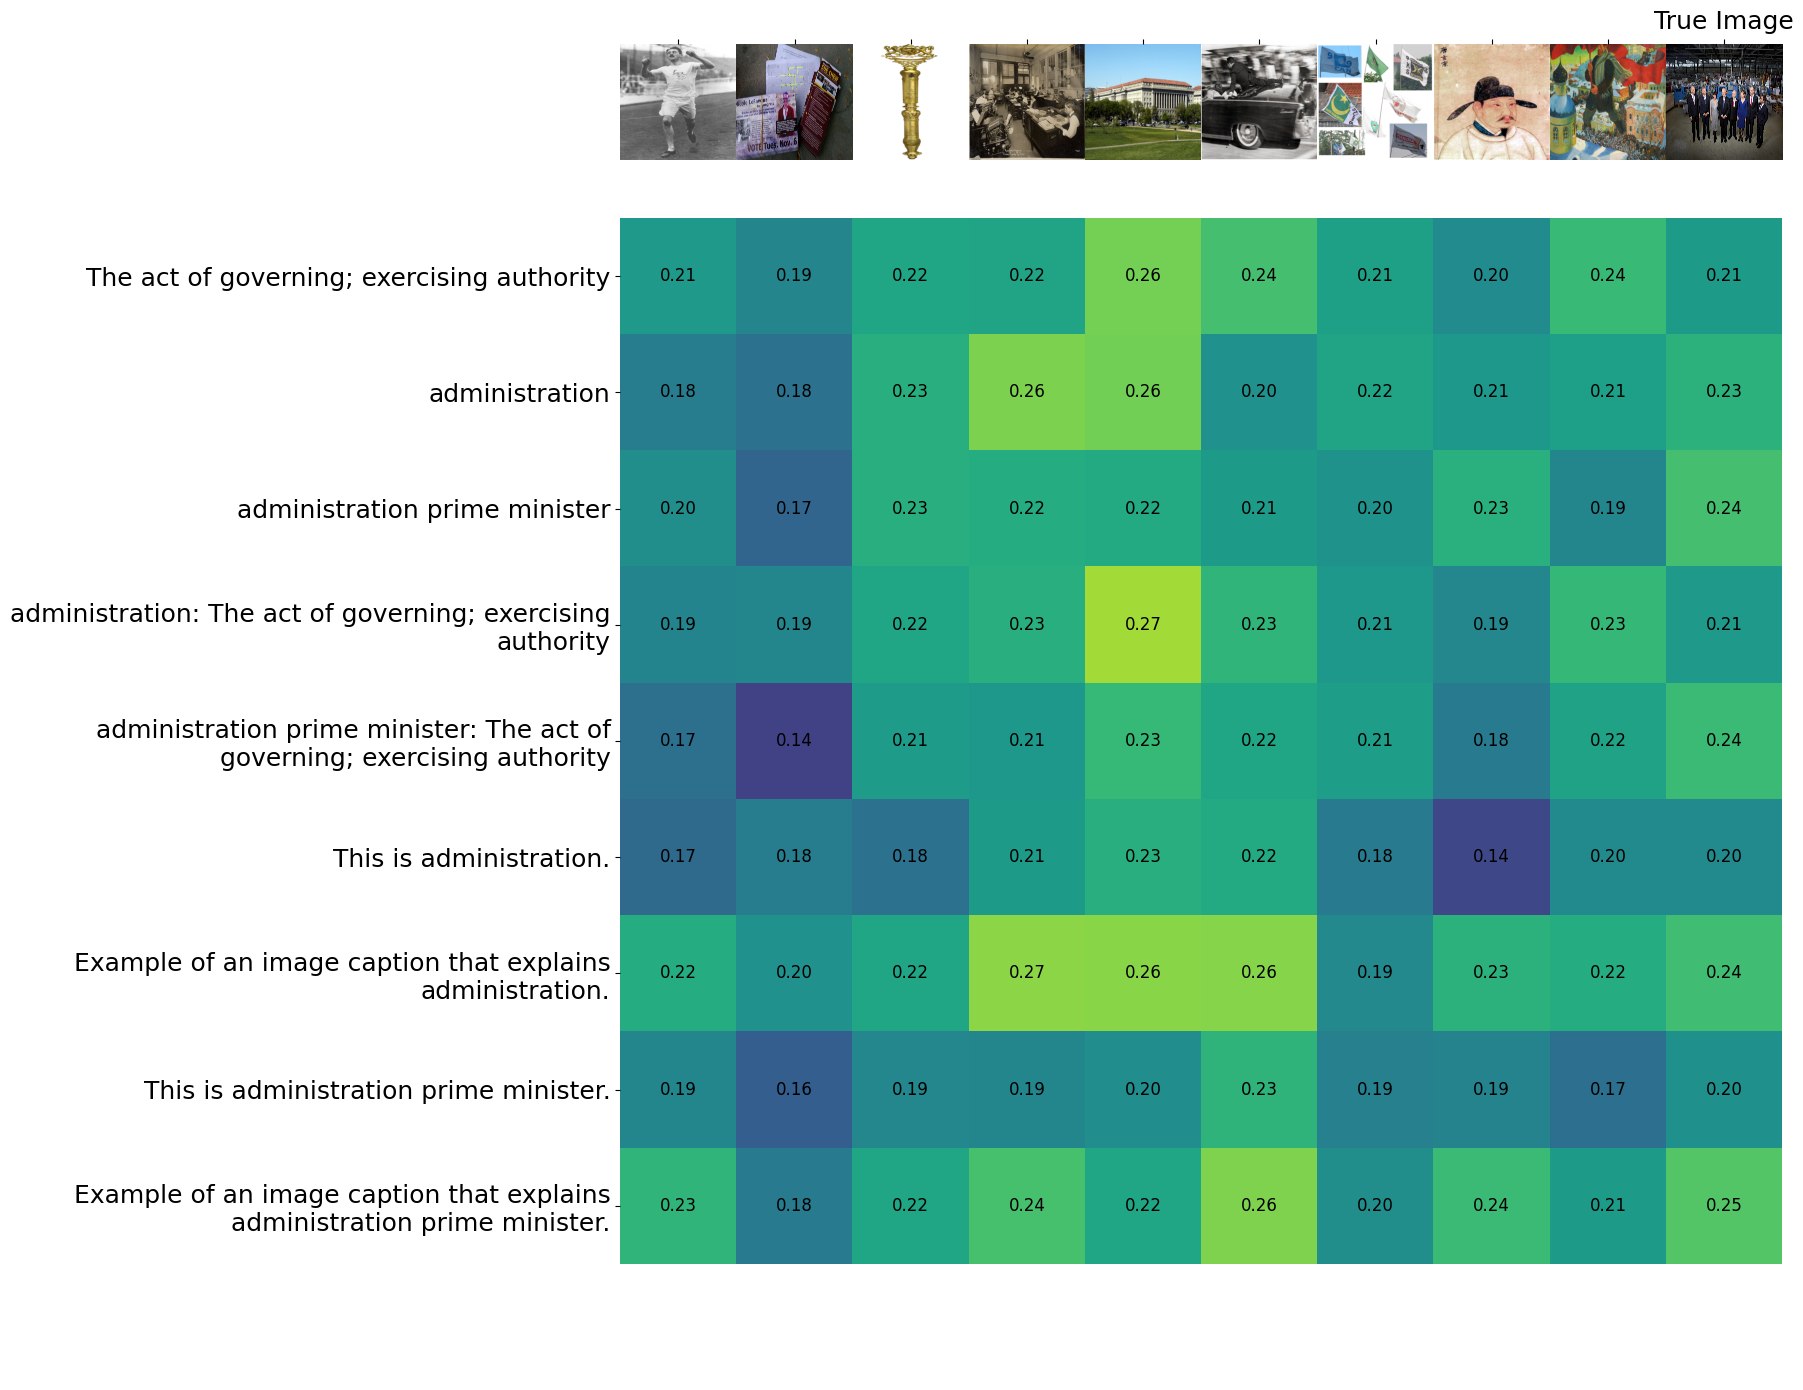 True Image
VOTE Tues. Nov. 6
The act of governing; exercising authority
0.21 0.19 0.22 0.22 0.26 0.24 0.21 0.20 0.24 0.21
administration
0.18 0.18 0.23 0.26 0.26 0.20 0.22 0.21 0.21 0.23
administration prime minister
0.20 0.17 0.23 0.22 0.22 0.21 0.20 0.23 0.19 0.24
administration: The act of governing; exercising
authority
0.19 0.19 0.22 0.23 0.27 0.23 0.21 0.19 0.23 0.21
administration prime minister: The act of
governing; exercising authority
0.17 0.14 0.21 0.21 0.23 0.22 0.21 0.18 0.22 0.24
This is administration.
0.17 0.18 0.18 0.21 0.23 0.22 0.18 0.14 0.20 0.20
Example of an image caption that explains
administration.
0.22 0.20 0.22 0.27 0.26 0.26 0.19 0.23 0.22 0.24
This is administration prime minister.
0.19 0.16 0.19 0.19 0.20 0.23 0.19 0.19 0.17 0.20
Example of an image caption that explains
administration prime minister.
0.23 0.18 0.22 0.24 0.22 0.26 0.20 0.24 0.21 0.25